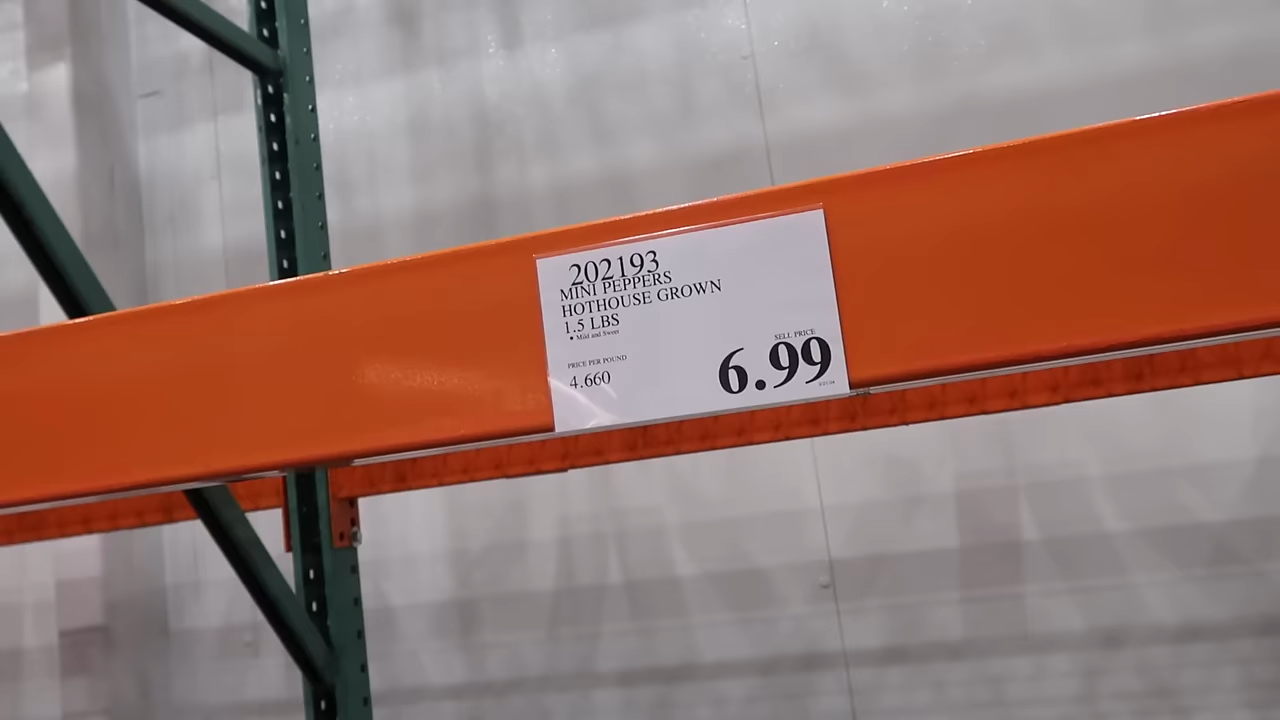 202193
MINI PEPPERS
HOTHOUSE GROWN
1.5 LBS
• Mild and Sweet
PRICE PER POUND
4.660
SELL PRICE
6.99